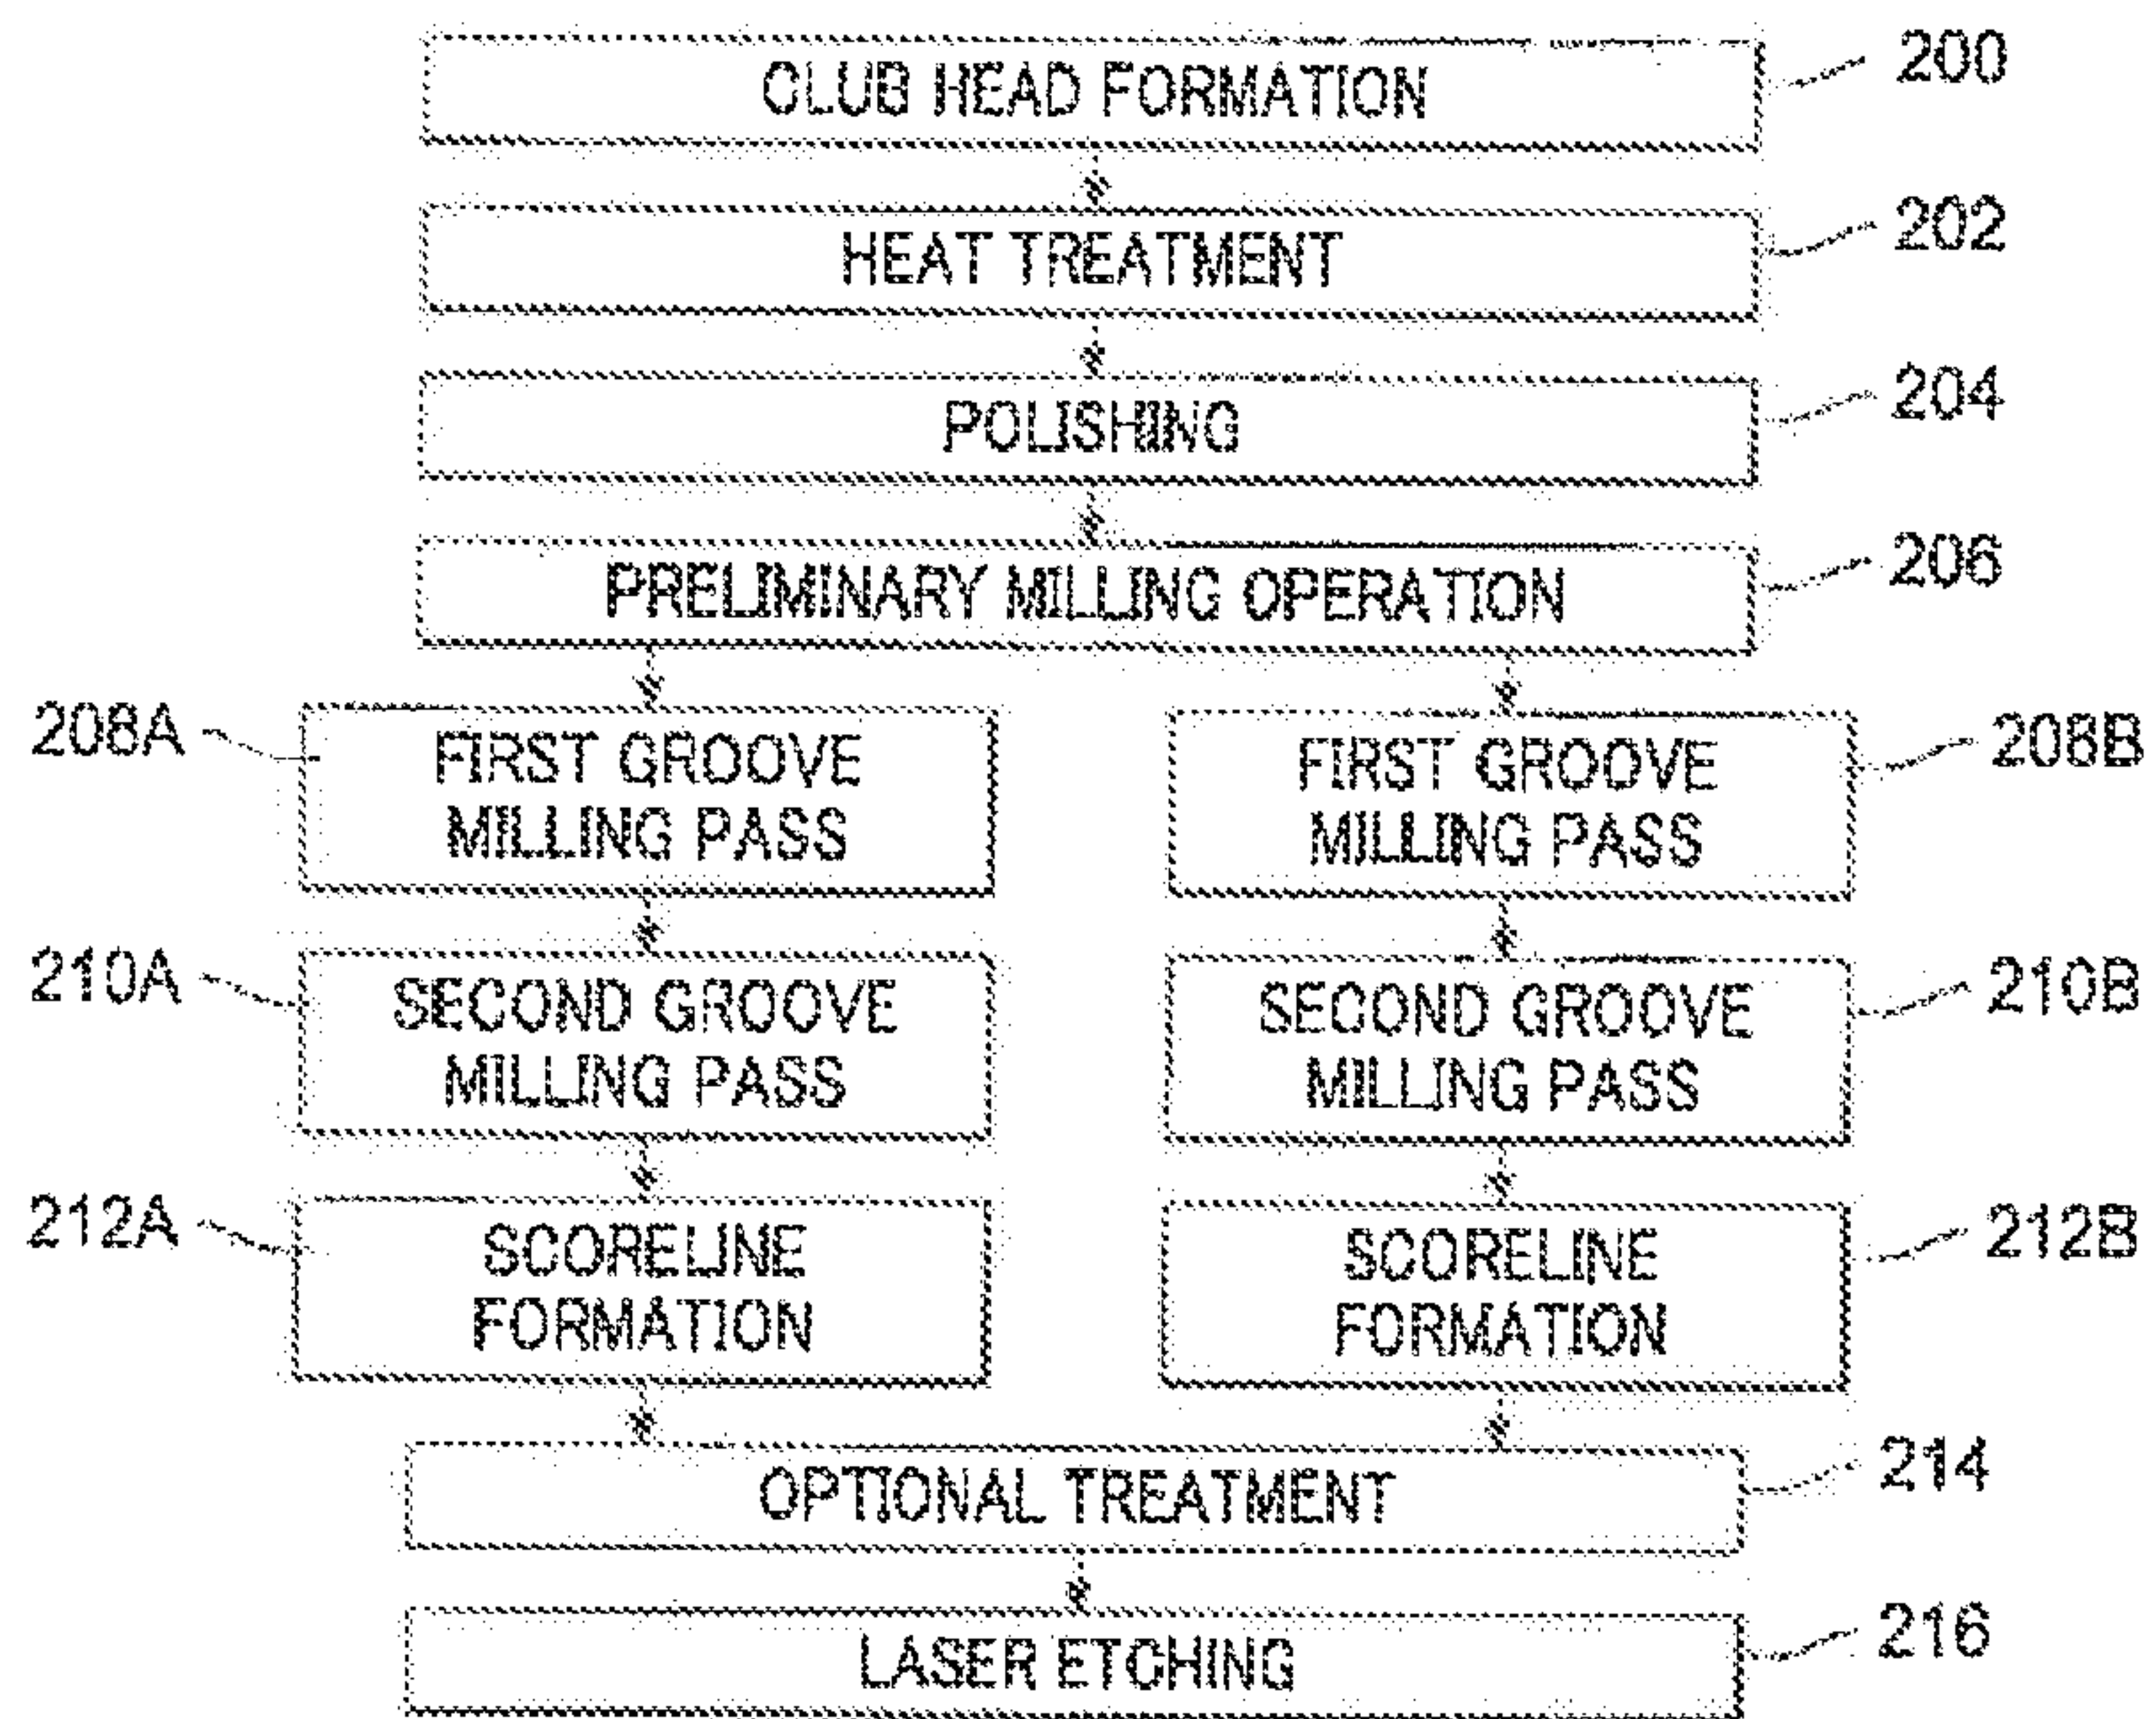 CLUB HEAD FORMATION
200
HEAT TREATMENT
202
POLISHING
204
PRELIMINARY MILLING OPERATION
206
208A
FIRST GROOVE
MILLING PASS
FIRST GROOVE
MILLING PASS
208B
210A
SECOND GROOVE
MILLING PASS
SECOND GROOVE
MILLING PASS
210B
212A
SCORELINE
FORMATION
SCORELINE
FORMATION
212B
OPTIONAL TREATMENT
214
LASER ETCHING
216